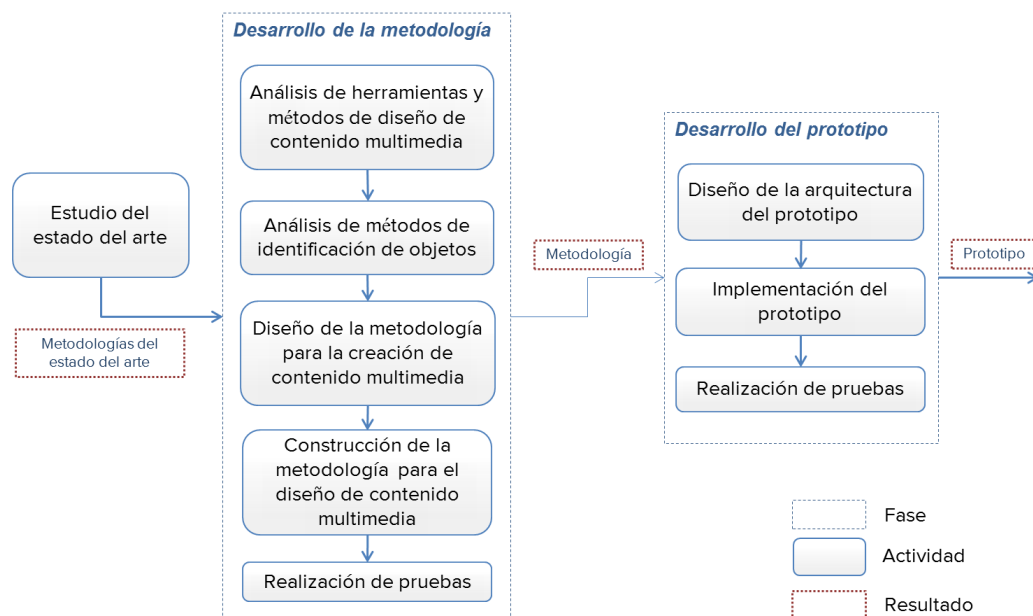 Estudio del
estado del arte
Metodologías del
estado del arte
Desarrollo de la metodología
Análisis de herramientas y
métodos de diseño de
contenido multimedia
Análisis de métodos de
identificación de objetos
Diseño de la metodología
para la creación de
contenido multimedia
Construcción de la
metodología para el
diseño de contenido
multimedia
Realización de pruebas
Metodología
Desarrollo del prototipo
Diseño de la arquitectura
del prototipo
Implementación del
prototipo
Realización de pruebas
Prototipo
Fase
Actividad
Resultado